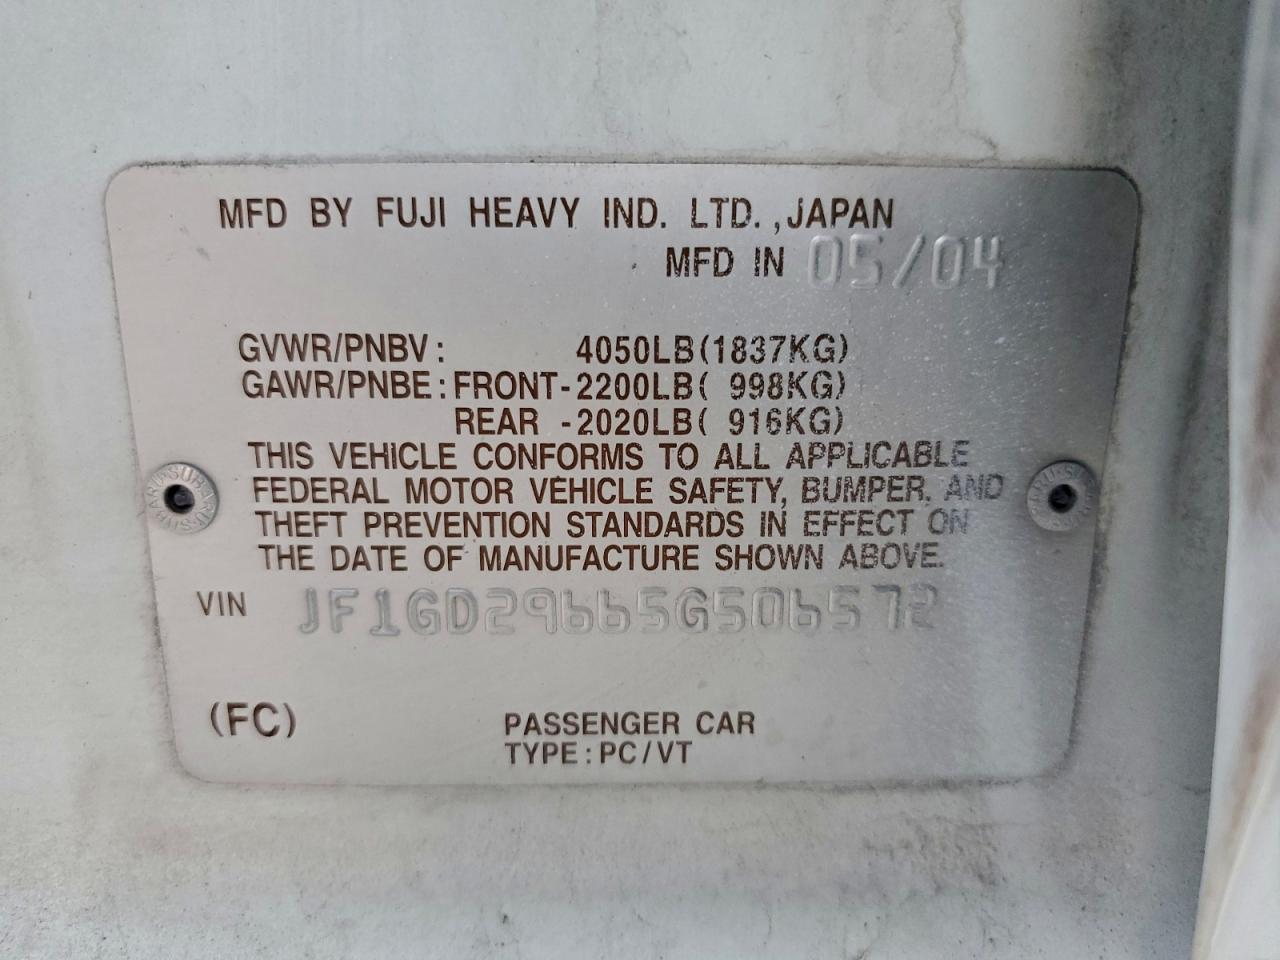 MFD BY FUJI HEAVY IND. LTD., JAPAN
MFD IN 05/04
GVWR/PNBV: 4050LB(1837KG)
GAWR/PNBE: FRONT-2200LB( 998KG)
REAR -2020LB( 916KG)
THIS VEHICLE CONFORMS TO ALL APPLICABLE
FEDERAL MOTOR VEHICLE SAFETY, BUMPER, AND
THEFT PREVENTION STANDARDS IN EFFECT ON
THE DATE OF MANUFACTURE SHOWN ABOVE.
VIN JF1GD29665G506572
(FC)
PASSENGER CAR
TYPE:PC/VT